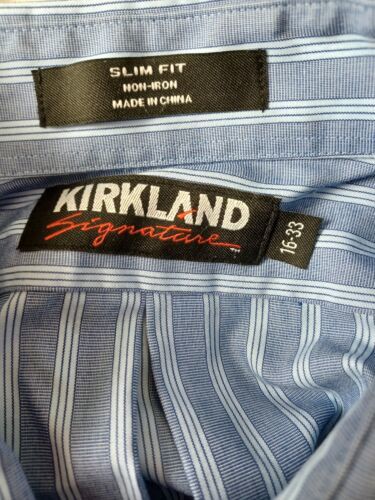 SLIM FIT
NON-IRON
MADE IN CHINA
KIRKLAND
Signature
16-33